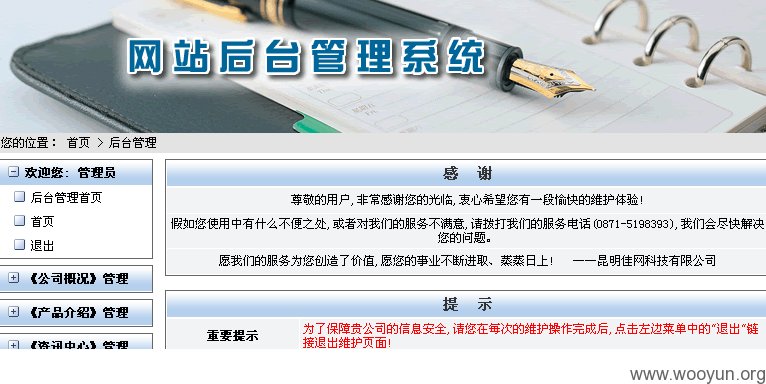 网站后台管理系统
您的位置： 首页 > 后台管理
欢迎您: 管理员
后台管理首页
首页
退出
《公司概况》管理
《产品介绍》管理
《资讯中心》管理
感 谢
尊敬的用户,非常感谢您的光临,衷心希望您有一段愉快的维护体验!
假如您使用中有什么不便之处,或者对我们的服务不满意,请拨打我们的服务电话(0871-5198393),我们会尽快解决
您的问题。
愿我们的服务为您创造了价值,愿您的事业不断进取、蒸蒸日上! ——昆明佳网科技有限公司
提 示
重要提示
为了保障贵公司的信息安全,请您在每次的维护操作完成后,点击左边菜单中的"退出"链
接退出维护页面!
www.wooyun.org